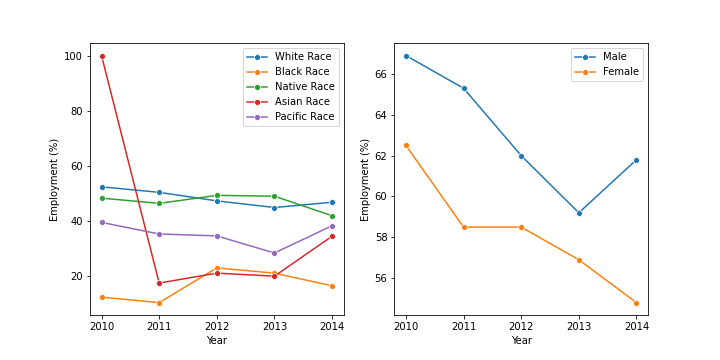 100
80
60
40
20
Employment (%)
2010 2011 2012 2013 2014
Year
White Race
Black Race
Native Race
Asian Race
Pacific Race
66
64
62
60
58
56
Employment (%)
2010 2011 2012 2013 2014
Year
Male
Female